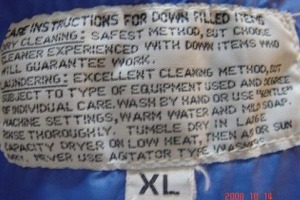 CARE INSTRUCTIONS FOR DOWN FILLED ITEMS
DRY CLEANING: SAFEST METHOD, BUT CHOOSE
CLEANER EXPERIENCED WITH DOWN ITEMS WHO
WILL GUARANTEE WORK.
LAUNDERING: EXCELLENT CLEANING METHOD, BUT
SUBJECT TO TYPE OF EQUIPMENT USED AND DEGREE
OF INDIVIDUAL CARE. WASH BY HAND OR USE "GENTLE"
MACHINE SETTINGS, WARM WATER AND MILD SOAP.
RINSE THOROUGHLY. TUMBLE DRY IN LARGE
CAPACITY DRYER ON LOW HEAT, THEN AIR OR SUN
DRY. NEVER USE AGITATOR TYPE
XL
2000 10 14